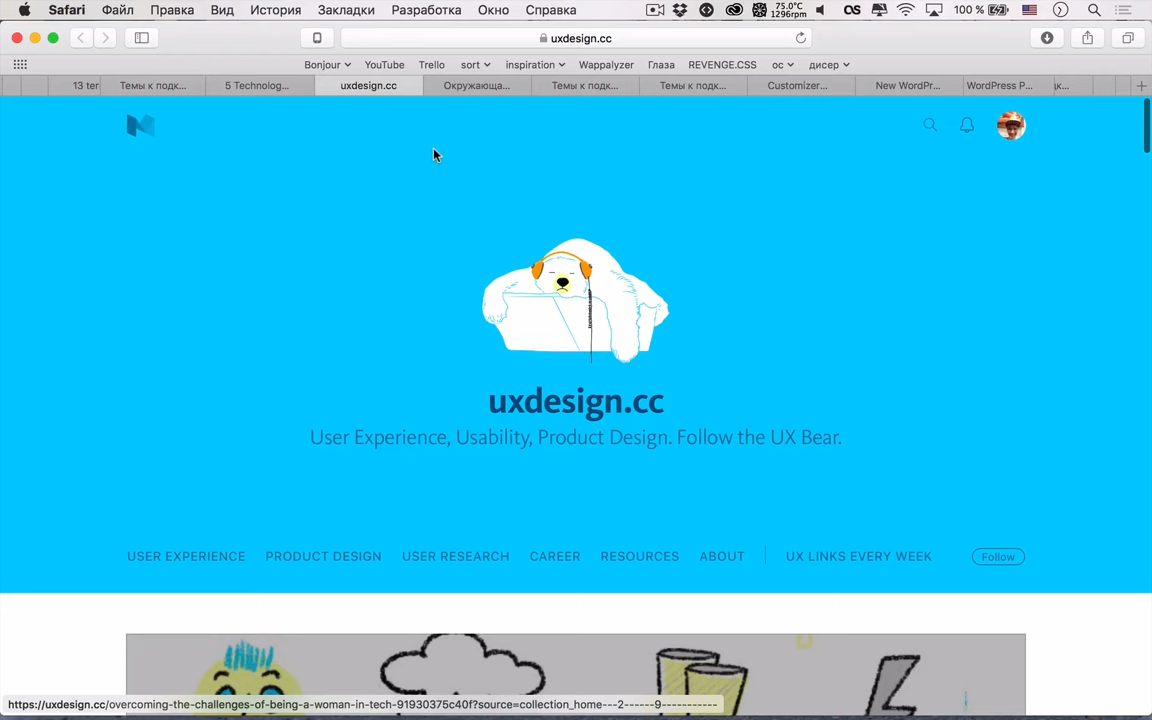 Safari Файл Правка Вид История Закладки Разработка Окно Справка 75.0°C 1296rpm 100 %
uxdesign.cc
Bonjour YouTube Trello sort inspiration Wappalyzer Глаза REVENGE.CSS ос дисер
13 ter Темы к подк... 5 Technolog... uxdesign.cc Окружающа... Темы к подк... Темы к подк... Customizer... New WordPr... WordPress P...
uxdesign.cc
User Experience, Usability, Product Design. Follow the UX Bear.
USER EXPERIENCE PRODUCT DESIGN USER RESEARCH CAREER RESOURCES ABOUT UX LINKS EVERY WEEK Follow
https://uxdesign.cc/overcoming-the-challenges-of-being-a-woman-in-tech-91930375c40f?source=collection_home---2------9-----------